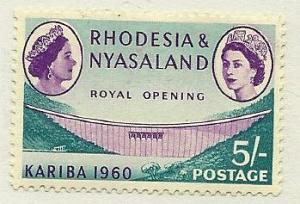 RHODESIA &
NYASALAND
ROYAL OPENING
5/-
KARIBA 1960 POSTAGE